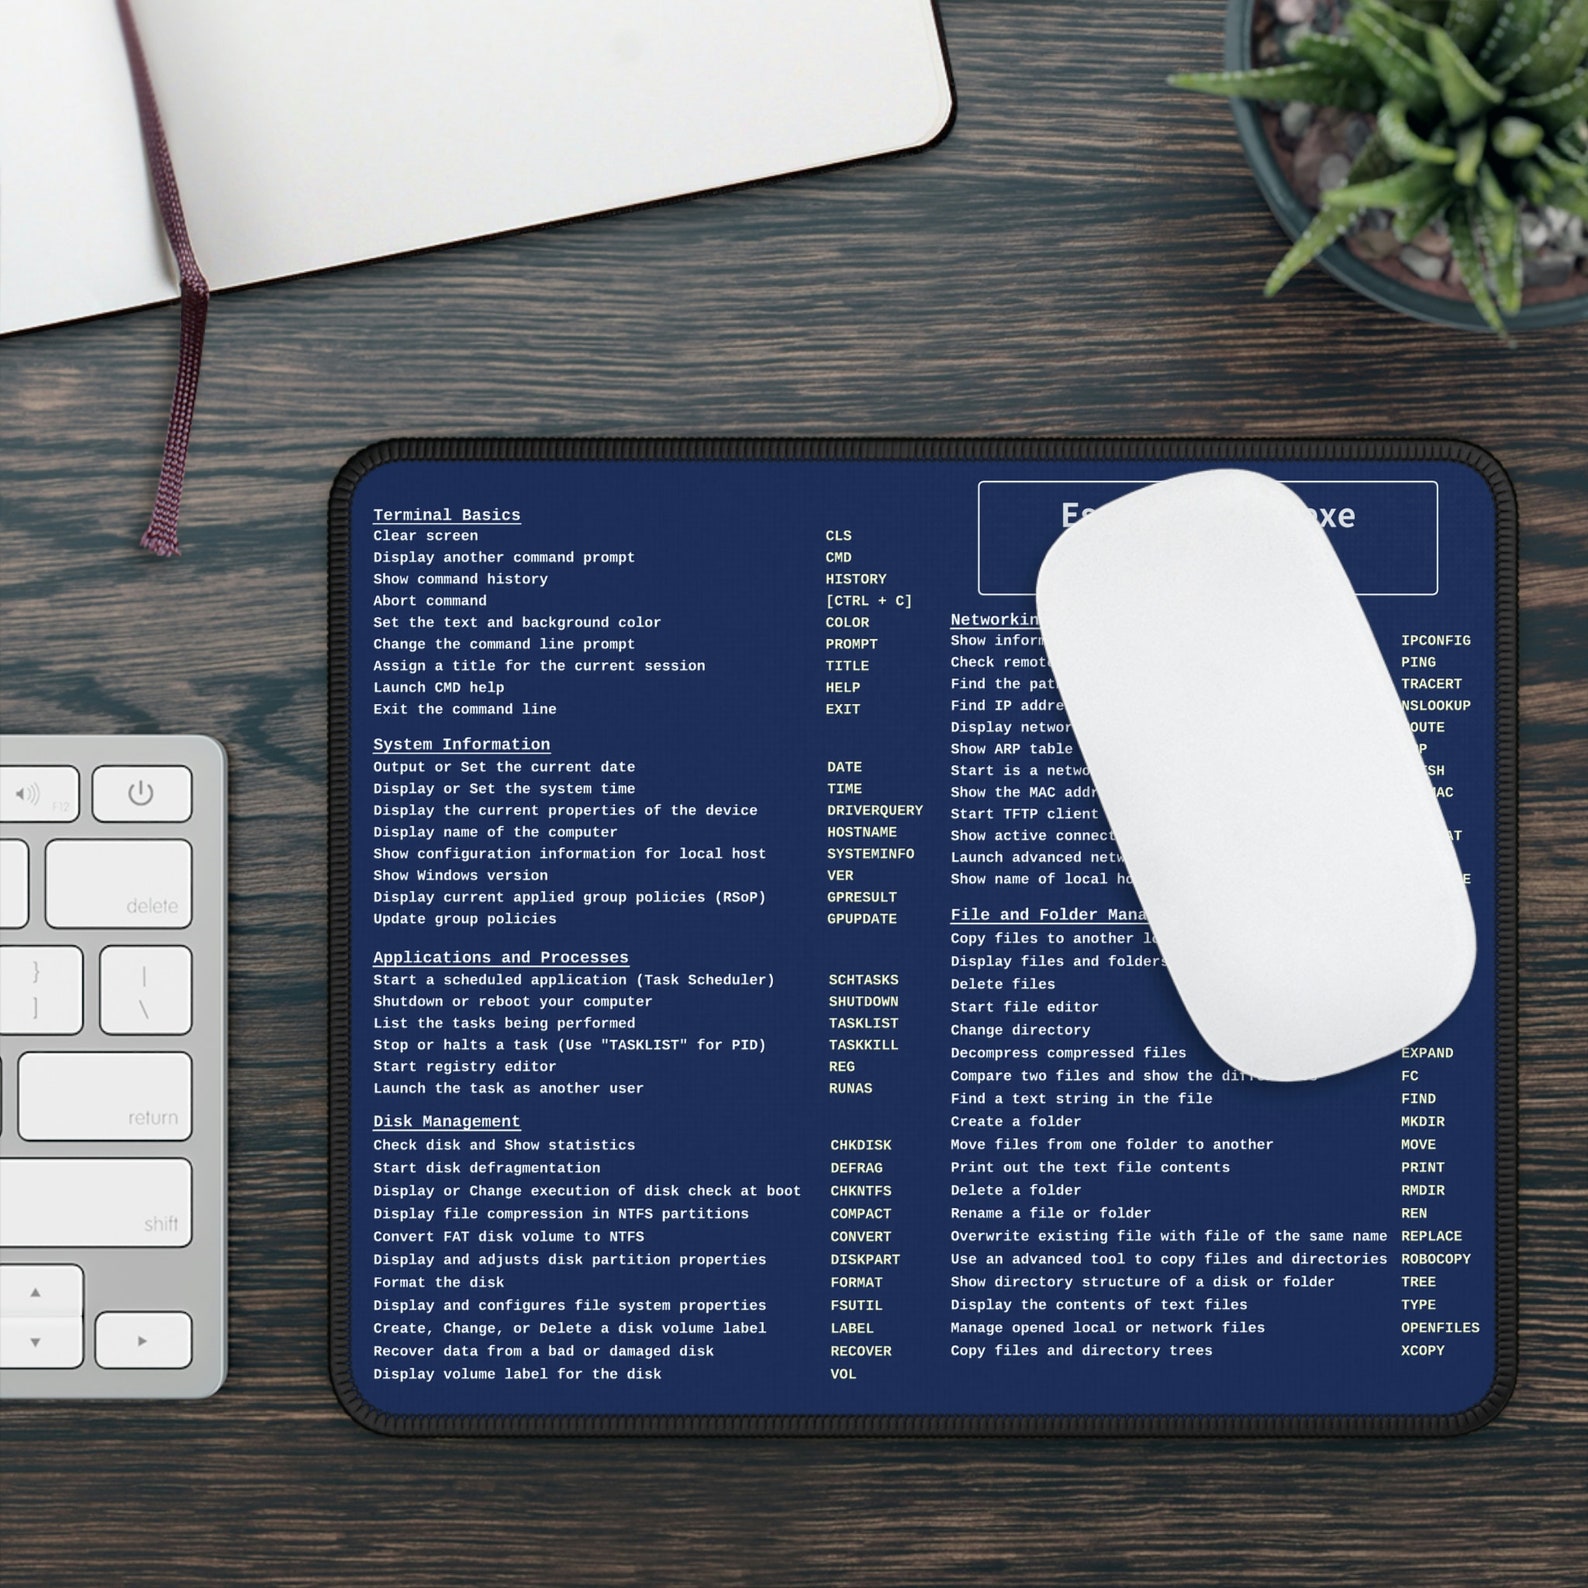 Terminal Basics
Clear screen CLS
Display another command prompt CMD
Show command history HISTORY
Abort command [CTRL + C]
Set the text and background color COLOR
Change the command line prompt PROMPT
Assign a title for the current session TITLE
Launch CMD help HELP
Exit the command line EXIT
System Information
Output or Set the current date DATE
Display or Set the system time TIME
Display the current properties of the device DRIVERQUERY
Display name of the computer HOSTNAME
Show configuration information for local host SYSTEMINFO
Show Windows version VER
Display current applied group policies (RSoP) GPRESULT
Update group policies GPUPDATE
Applications and Processes
Start a scheduled application (Task Scheduler) SCHTASKS
Shutdown or reboot your computer SHUTDOWN
List the tasks being performed TASKLIST
Stop or halts a task (Use "TASKLIST" for PID) TASKKILL
Start registry editor REG
Launch the task as another user RUNAS
Disk Management
Check disk and Show statistics CHKDISK
Start disk defragmentation DEFRAG
Display or Change execution of disk check at boot CHKNTFS
Display file compression in NTFS partitions COMPACT
Convert FAT disk volume to NTFS CONVERT
Display and adjusts disk partition properties DISKPART
Format the disk FORMAT
Display and configures file system properties FSUTIL
Create, Change, or Delete a disk volume label LABEL
Recover data from a bad or damaged disk RECOVER
Display volume label for the disk VOL
Show IPCONFIG
Check PING
Find the TRACERT
Find IP NSLOOKUP
Display
Show ARP table
Start is a
Show the MAC
Start TFTP client
Show active
Launch advanced
Show name of local
File and Folder
Copy files to another
Display files and folders
Delete files
Start file editor
Change directory
Decompress compressed files EXPAND
Compare two files and show the FC
Find a text string in the file FIND
Create a folder MKDIR
Move files from one folder to another MOVE
Print out the text file contents PRINT
Delete a folder RMDIR
Rename a file or folder REN
Overwrite existing file with file of the same name REPLACE
Use an advanced tool to copy files and directories ROBOCOPY
Show directory structure of a disk or folder TREE
Display the contents of text files TYPE
Manage opened local or network files OPENFILES
Copy files and directory trees XCOPY
F12
delete
}
]
|
\
return
shift